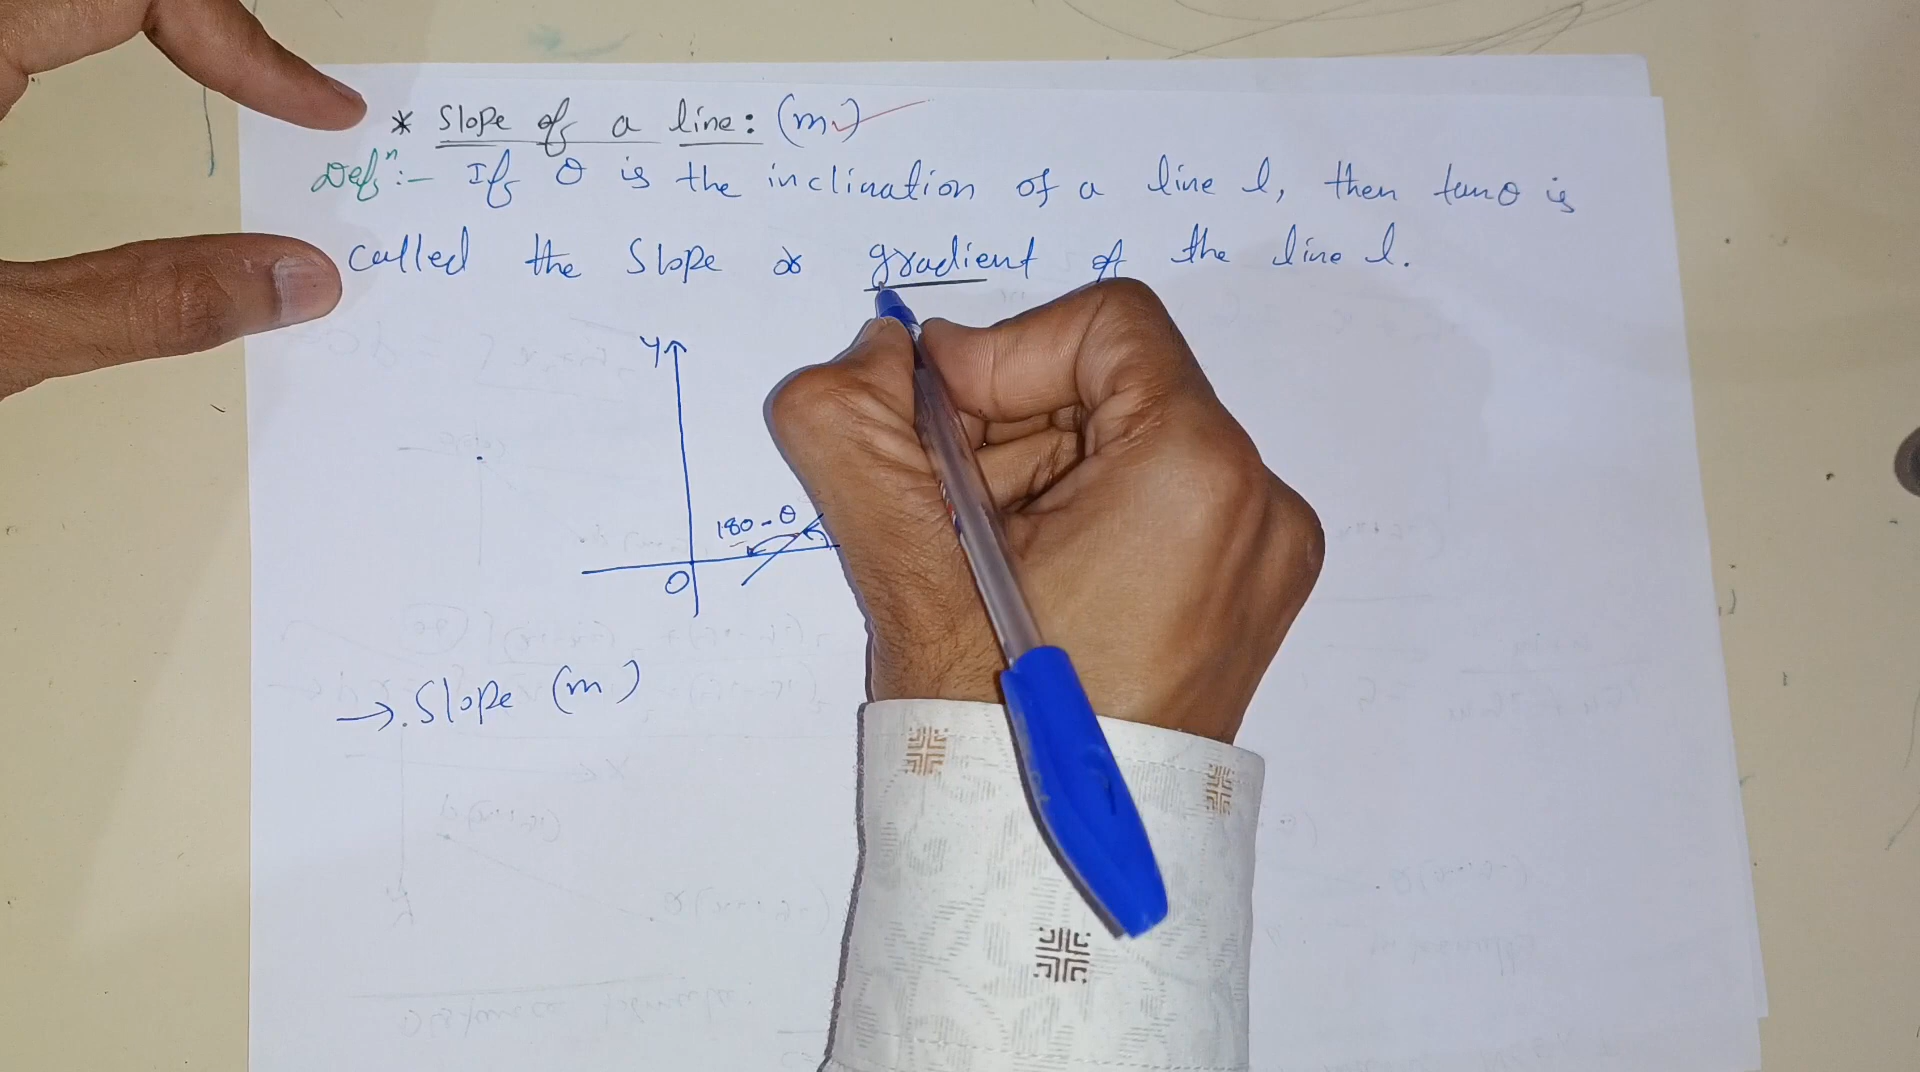 * Slope of a line: (m)
Defⁿ:- If θ is the inclination of a line l, then tanθ is
called the Slope or gradient of the line l.
Y
180-θ
O
→ Slope (m)